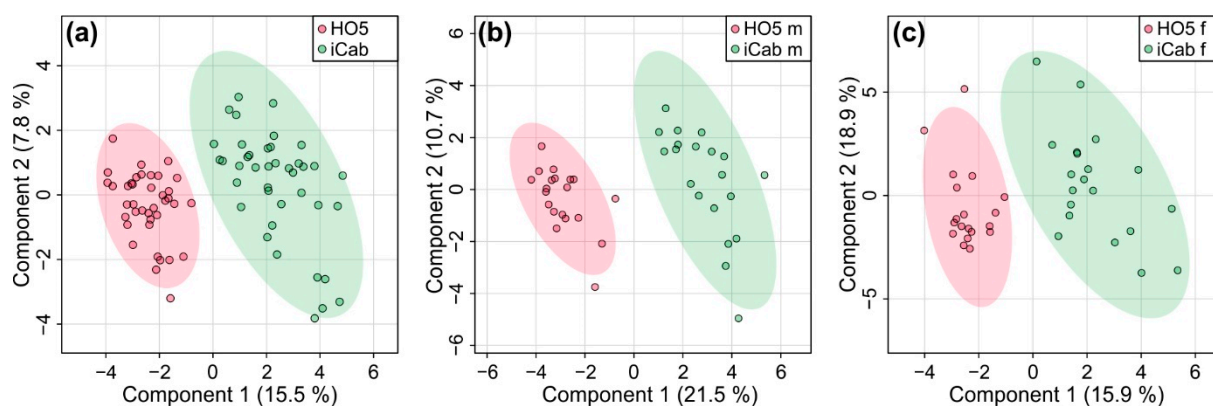 (a)
HO5
iCab
Component 2 (7.8 %)
4
2
0
−2
−4
−4
−2
0
2
4
6
Component 1 (15.5 %)
(b)
HO5 m
iCab m
Component 2 (10.7 %)
6
4
2
0
−2
−4
−6
−6
−4
−2
0
2
4
6
Component 1 (21.5 %)
(c)
HO5 f
iCab f
Component 2 (18.9 %)
5
0
−5
−4
−2
0
2
4
6
Component 1 (15.9 %)